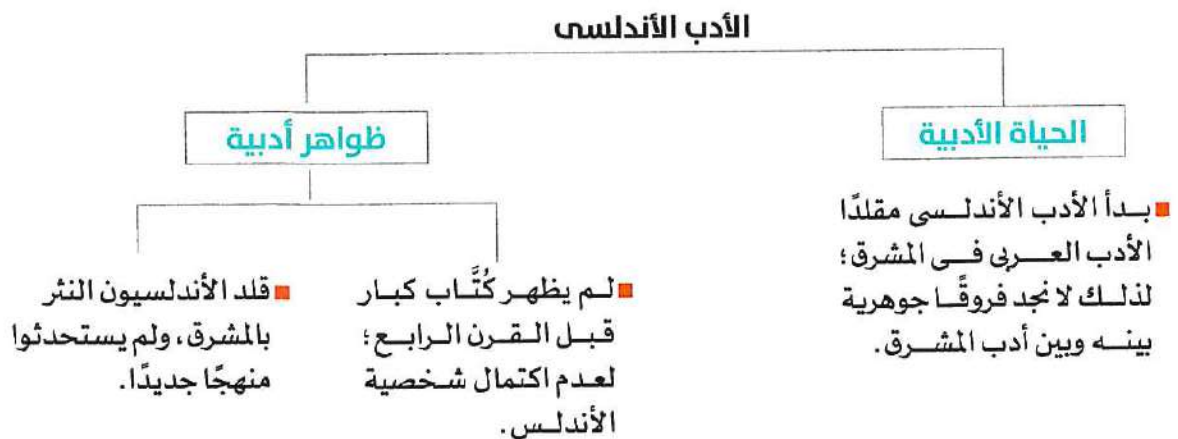 الأدب الأندلسى
الحياة الأدبية
بدأ الأدب الأندلسى مقلدًا
الأدب العربى فى المشرق؛
لذلك لا نجد فروقًا جوهرية
بينه وبين أدب المشرق.
ظواهر أدبية
لم يظهر كُتَّاب كبار
قبل القرن الرابع؛
لعدم اكتمال شخصية
الأندلس.
قلد الأندلسيون النثر
بالمشرق، ولم يستحدثوا
منهجًا جديدًا.